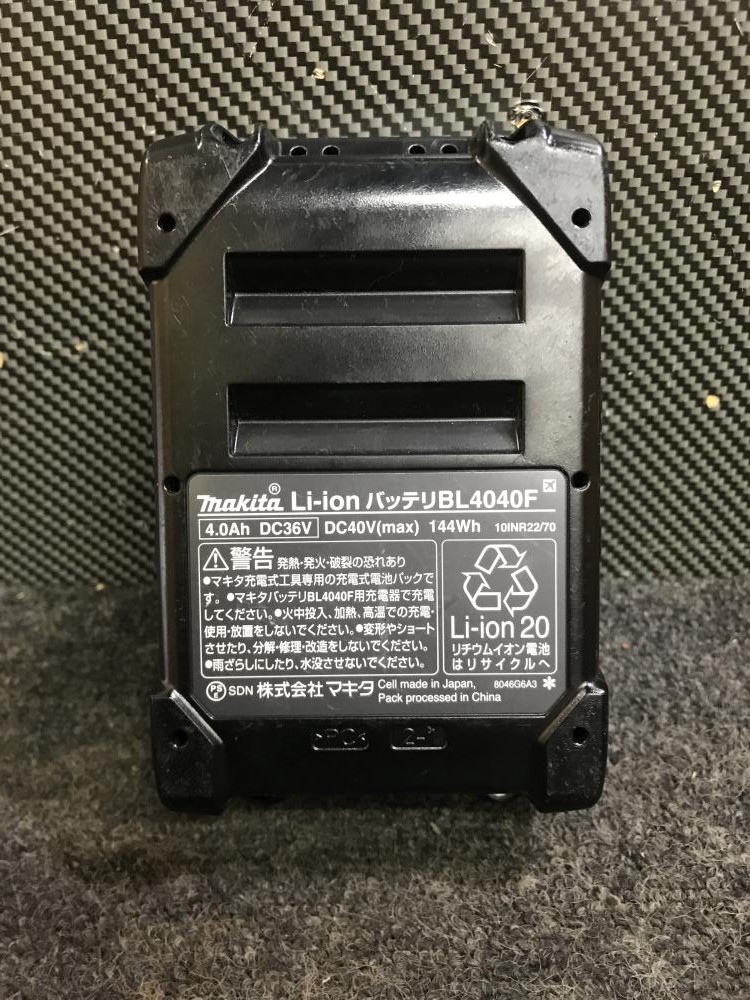 makita® Li-ion バッテリBL4040F
4.0Ah DC36V DC40V(max) 144Wh 10INR22/70
警告 発熱・発火・破裂の恐れあり
●マキタ充電式工具専用の充電式電池パックで
す。●マキタバッテリBL4040F用充電器で充電
してください。●火中投入、加熱、高温での充電・
使用・放置をしないでください。●変形やショート
させたり、分解・修理・改造をしないでください。
●雨ざらしにしたり、水没させないでください。
Li-ion 20
リチウムイオン電池
はリサイクルへ
PSE SDN 株式会社 マキタ
Cell made in Japan,
Pack processed in China
8046G6A3 *
>PC<